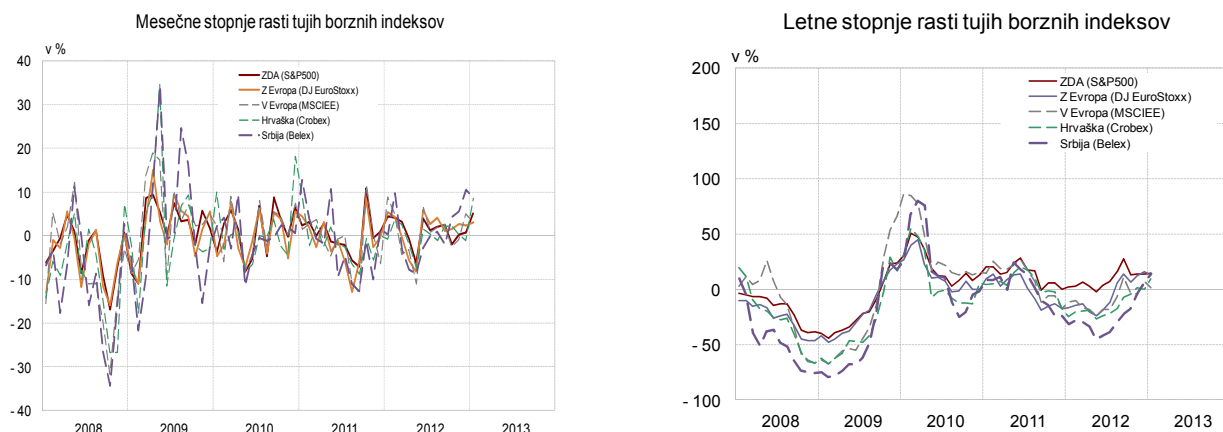 Mesečne stopnje rasti tujih borznih indeksov
v %
40
30
20
10
0
- 10
- 20
- 30
- 40
ZDA (S&P500)
Z Evropa (DJ EuroStoxx)
V Evropa (MSCIEE)
Hrvaška (Crobex)
Srbija (Belex)
2008 2009 2010 2011 2012 2013
Letne stopnje rasti tujih borznih indeksov
v %
200
150
100
50
0
- 50
- 100
ZDA (S&P500)
Z Evropa (DJ EuroStoxx)
V Evropa (MSCIEE)
Hrvaška (Crobex)
Srbija (Belex)
2008 2009 2010 2011 2012 2013